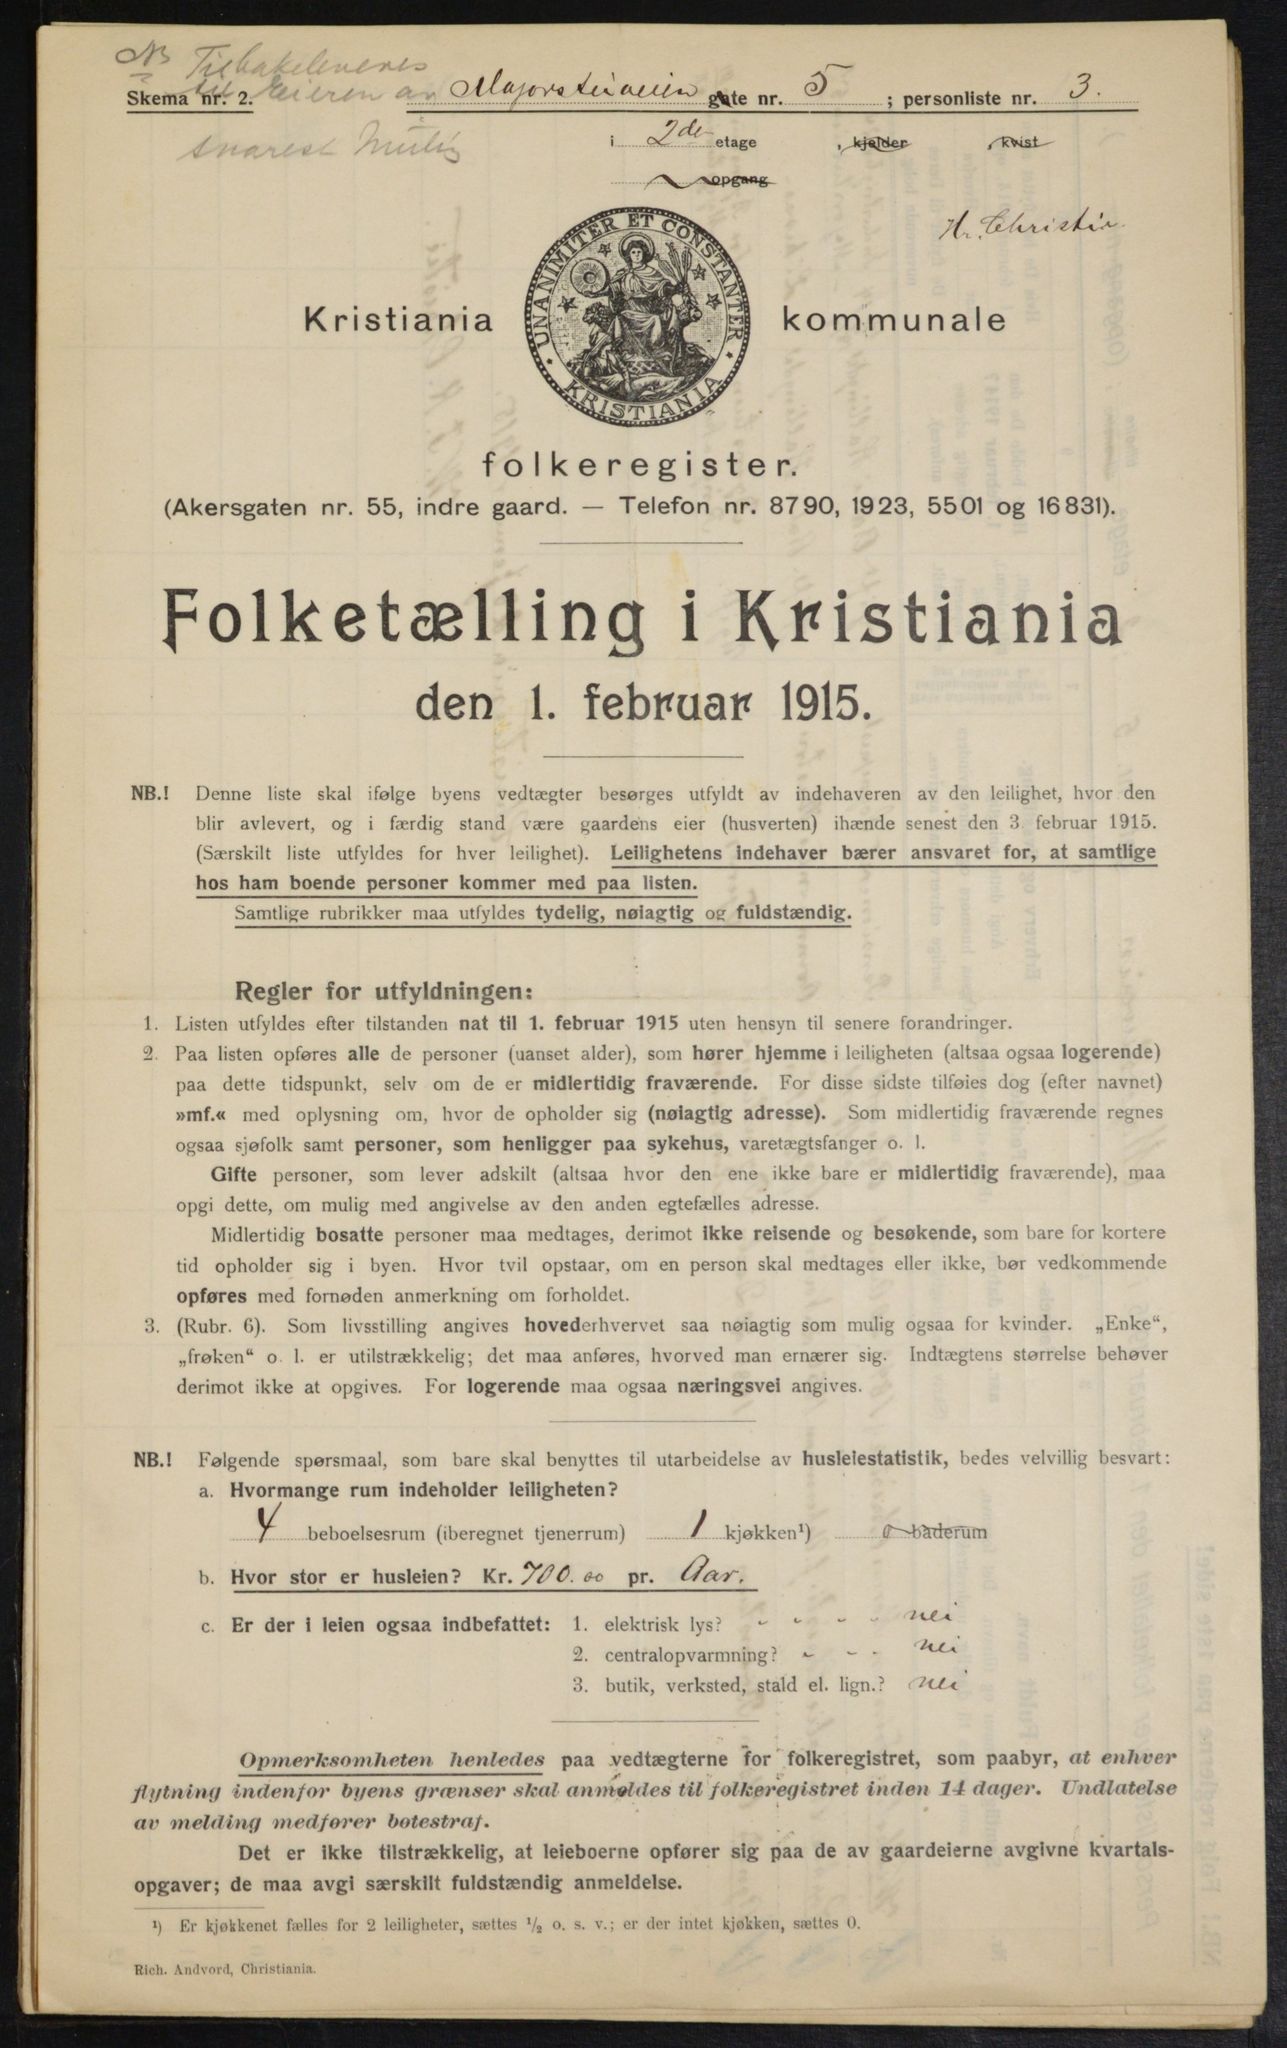 NB Tilbakeleveres
Skema nr. 2. til Eieren av Majorstuveien gate nr. 5 ; personliste nr. 3.
snarest Mulig i 2den etage , kjelder , kvist
opgang
Hr. Christie
UNANIMITER ET CONSTANTER
KRISTIANIA
Kristiania kommunale
folkeregister.
(Akersgaten nr. 55, indre gaard. — Telefon nr. 8790, 1923, 5501 og 16831).
Folketælling i Kristiania
den 1. februar 1915.
NB.! Denne liste skal ifølge byens vedtægter besørges utfyldt av indehaveren av den leilighet, hvor den
blir avlevert, og i færdig stand være gaardens eier (husverten) ihænde senest den 3. februar 1915.
(Særskilt liste utfyldes for hver leilighet). Leilighetens indehaver bærer ansvaret for, at samtlige
hos ham boende personer kommer med paa listen.
Samtlige rubrikker maa utfyldes tydelig, nøiagtig og fuldstændig.
Regler for utfyldningen:
1. Listen utfyldes efter tilstanden nat til 1. februar 1915 uten hensyn til senere forandringer.
2. Paa listen opføres alle de personer (uanset alder), som hører hjemme i leiligheten (altsaa ogsaa logerende)
paa dette tidspunkt, selv om de er midlertidig fraværende. For disse sidste tilføies dog (efter navnet)
»mf.« med oplysning om, hvor de opholder sig (nøiagtig adresse). Som midlertidig fraværende regnes
ogsaa sjøfolk samt personer, som henligger paa sykehus, varetægtsfanger o. l.
Gifte personer, som lever adskilt (altsaa hvor den ene ikke bare er midlertidig fraværende), maa
opgi dette, om mulig med angivelse av den anden egtefælles adresse.
Midlertidig bosatte personer maa medtages, derimot ikke reisende og besøkende, som bare for kortere
tid opholder sig i byen. Hvor tvil opstaar, om en person skal medtages eller ikke, bør vedkommende
opføres med fornøden anmerkning om forholdet.
3. (Rubr. 6). Som livsstilling angives hovederhvervet saa nøiagtig som mulig ogsaa for kvinder. „Enke“,
„frøken“ o. l. er utilstrækkelig; det maa anføres, hvorved man ernærer sig. Indtægtens størrelse behøver
derimot ikke at opgives. For logerende maa ogsaa næringsvei angives.
NB.! Følgende spørsmaal, som bare skal benyttes til utarbeidelse av husleiestatistik, bedes velvillig besvart:
a. Hvormange rum indeholder leiligheten?
4 beboelsesrum (iberegnet tjenerrum) 1 kjøkken¹) 0 baderum
b. Hvor stor er husleien? Kr. 700.00 pr. Aar.
c. Er der i leien ogsaa indbefattet: 1. elektrisk lys? nei
2. centralopvarmning? nei
3. butik, verksted, stald el. lign.? nei
Opmerksomheten henledes paa vedtægterne for folkeregistret, som paabyr, at enhver
flytning indenfor byens grænser skal anmeldes til folkeregistret inden 14 dager. Undlatelse
av melding medfører bøtestraf.
Det er ikke tilstrækkelig, at leieboerne opfører sig paa de av gaardeierne avgivne kvartals-
opgaver; de maa avgi særskilt fuldstændig anmeldelse.
¹) Er kjøkkenet fælles for 2 leiligheter, sættes ½ o. s. v.; er der intet kjøkken, sættes 0.
Rich. Andvord, Christiania.